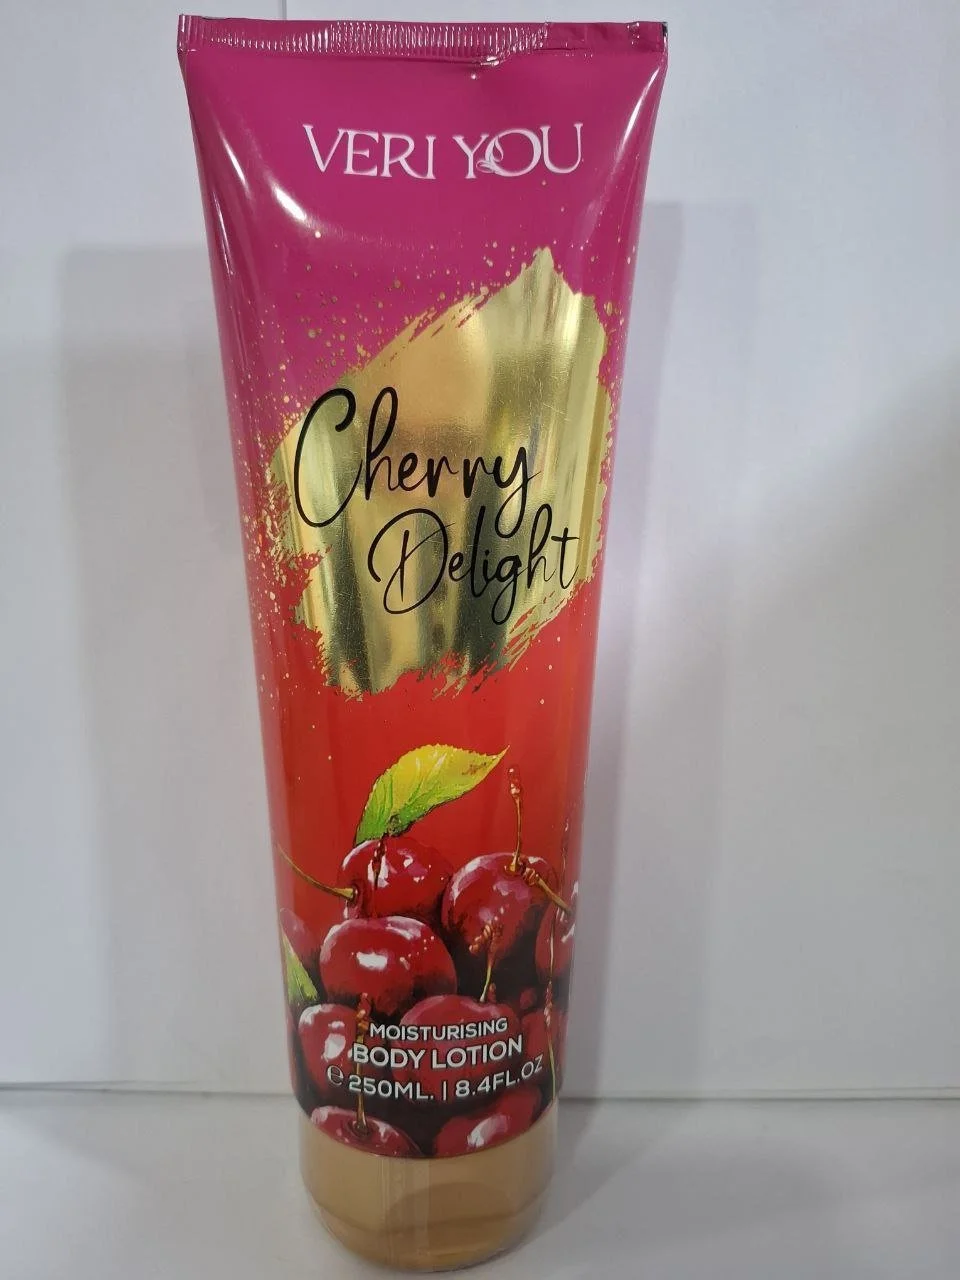 VERI YOU
Cherry
Delight
MOISTURISING
BODY LOTION
℮ 250ML. | 8.4FL.OZ